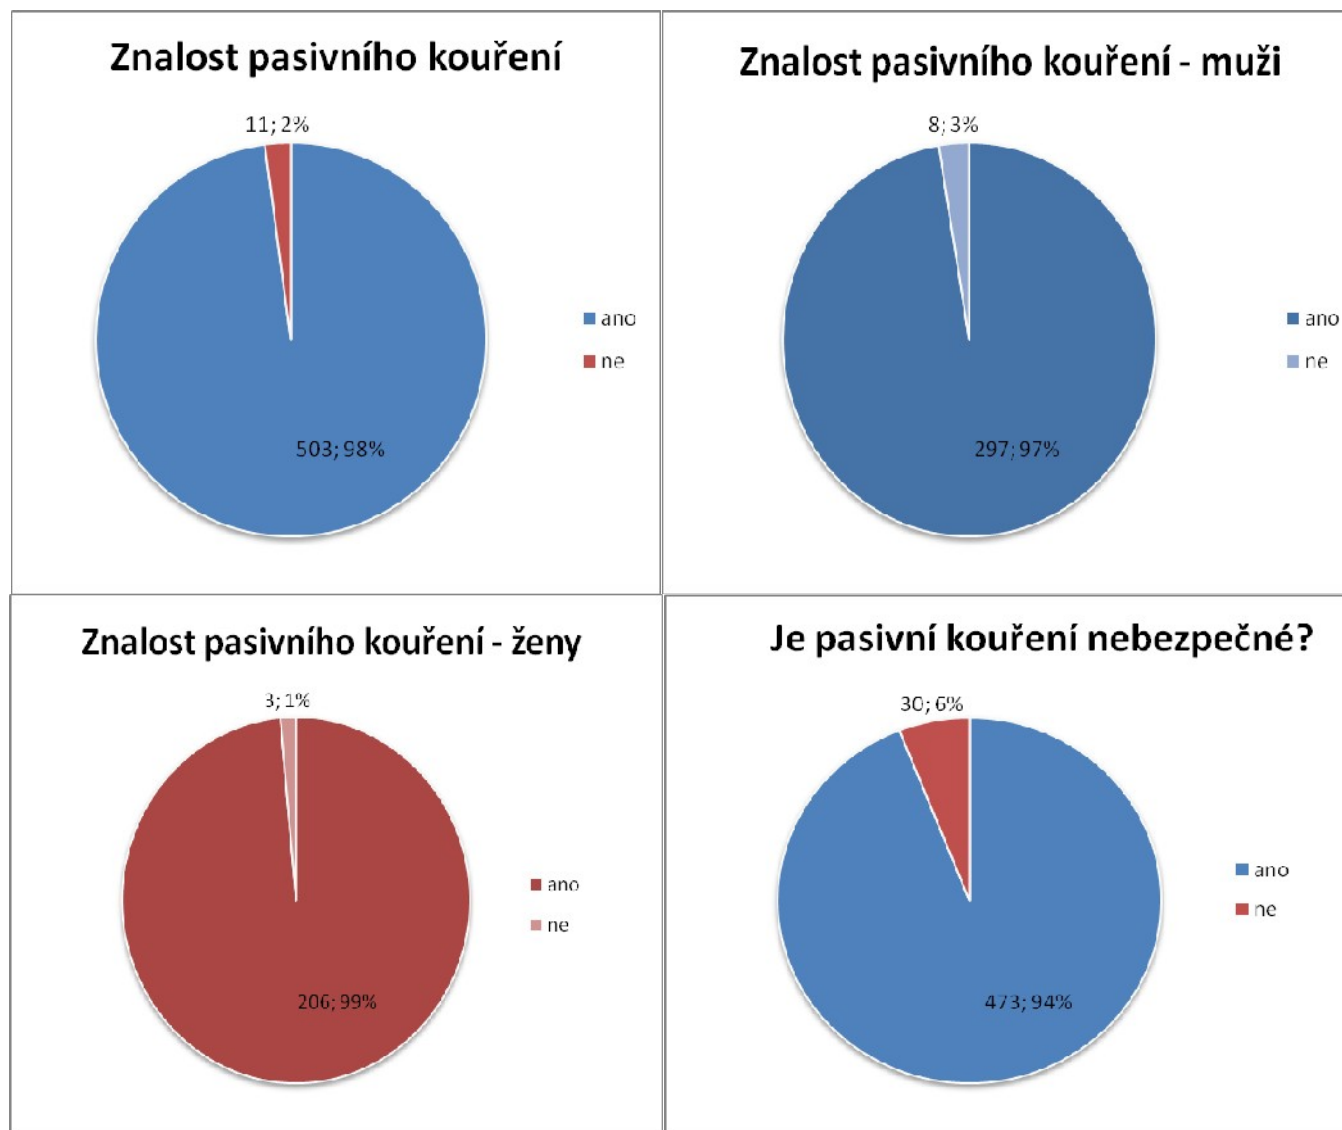 Znalost pasivního kouření
11; 2%
503; 98%
ano
ne
Znalost pasivního kouření - muži
8; 3%
297; 97%
ano
ne
Znalost pasivního kouření - ženy
3; 1%
206; 99%
ano
ne
Je pasivní kouření nebezpečné?
30; 6%
473; 94%
ano
ne